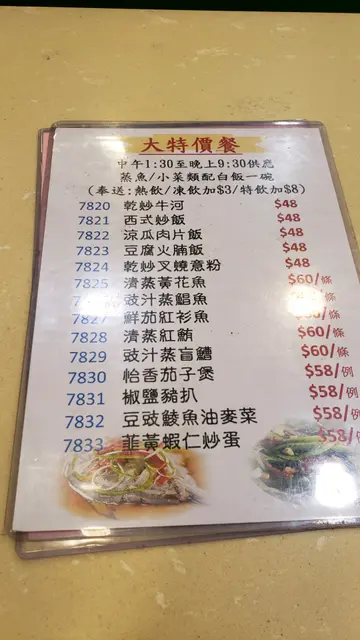 大特價餐
中午1:30至晚上9:30供應
蒸魚/小菜類配白飯一碗
(奉送:熱飲/凍飲加$3/特飲加$8)
7820 乾炒牛河 $48
7821 西式炒飯 $48
7822 涼瓜肉片飯 $48
7823 豆腐火腩飯 $48
7824 乾炒叉燒意粉 $48
7825 清蒸黃花魚 $60/條
豉汁蒸鯧魚 /條
7827 鮮茄紅衫魚 $60/條
7828 清蒸紅鮪 $60/條
7829 豉汁蒸盲鰽 $60/條
7830 怡香茄子煲 $58/例
7831 椒鹽豬扒 $58/例
7832 豆豉鯪魚油麥菜 $58/例
7833 韮黃蝦仁炒蛋 $58/例